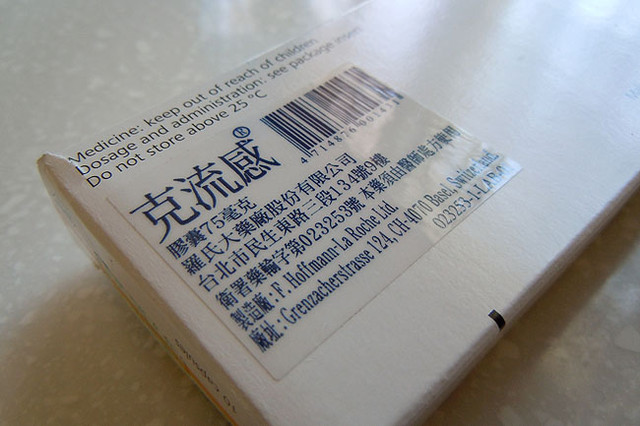 Medicine: keep out of reach of children
Dosage and administration: see package insert
Do not store above 25 °C
克流感®
膠囊75毫克
羅氏大藥廠股份有限公司
台北市民生東路三段134號9樓
衛署藥輸字第023253號 本藥須由醫師處方使用
製造廠：F. Hoffmann-La Roche Ltd
廠址：Grenzacherstrasse 124, CH-4070 Basel, Switzerland
10 capsules